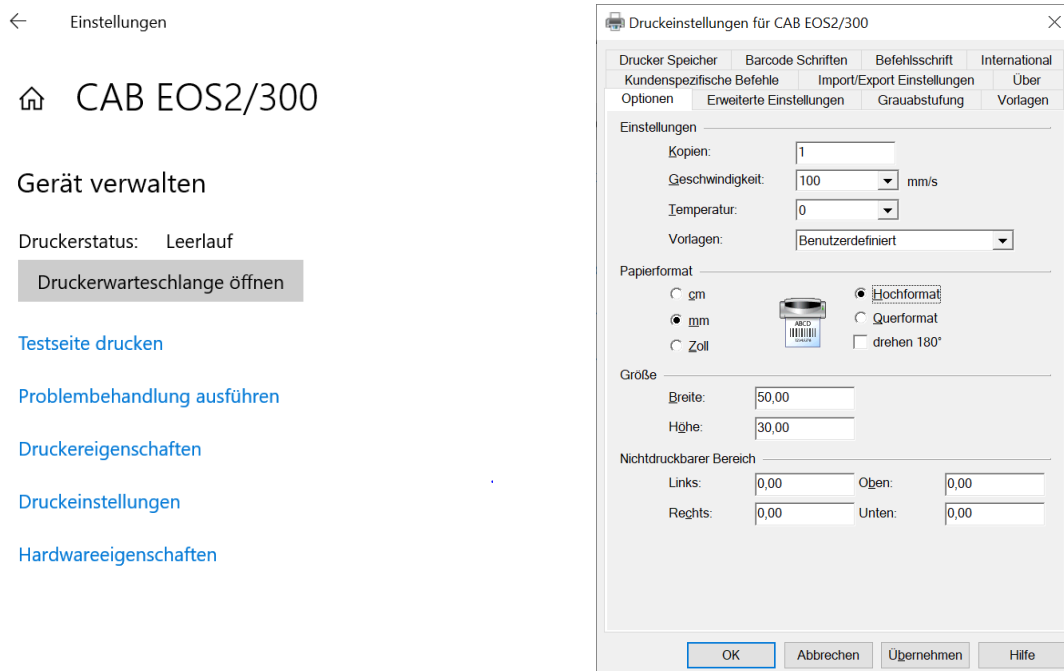 Einstellungen
CAB EOS2/300
Gerät verwalten
Druckerstatus: Leerlauf
Druckerwarteschlange öffnen
Testseite drucken
Problembehandlung ausführen
Druckereigenschaften
Druckeinstellungen
Hardwareeigenschaften
Druckeinstellungen für CAB EOS2/300
Drucker Speicher Barcode Schriften Befehlsschrift International
Kundenspezifische Befehle Import/Export Einstellungen Über
Optionen Erweiterte Einstellungen Grauabstufung Vorlagen
Einstellungen
Kopien: 1
Geschwindigkeit: 100 mm/s
Temperatur: 0
Vorlagen: Benutzerdefiniert
Papierformat
cm Hochformat
mm ABCD Querformat
Zoll drehen 180°
Größe
Breite: 50,00
Höhe: 30,00
Nichtdruckbarer Bereich
Links: 0,00 Oben: 0,00
Rechts: 0,00 Unten: 0,00
OK Abbrechen Übernehmen Hilfe